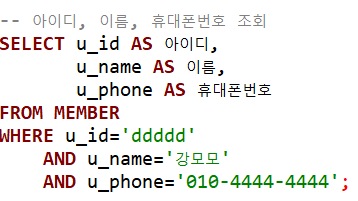 -- 아이디, 이름, 휴대폰번호 조회
SELECT u_id AS 아이디,
u_name AS 이름,
u_phone AS 휴대폰번호
FROM MEMBER
WHERE u_id='ddddd'
AND u_name='강모모'
AND u_phone='010-4444-4444';